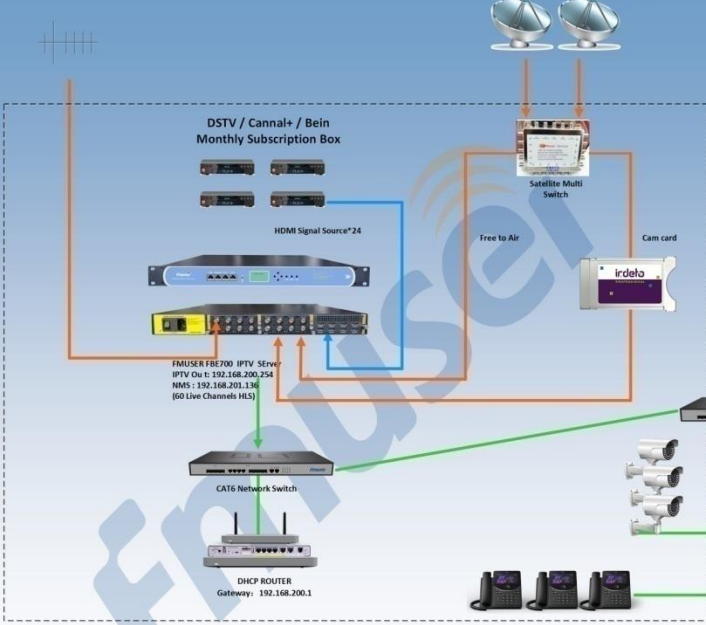 DSTV / Cannal+ / Bein
Monthly Subscription Box
Satellite Multi
Switch
HDMI Signal Source*24
Free to Air
Cam card
irdeto
PROFESSIONAL
FMUSER FBE700 IPTV SErver
IPTV Ou t: 192.168.200.254
NMS : 192.168.201.136
(60 Live Channels HLS)
CAT6 Network Switch
DHCP ROUTER
Gateway: 192.168.200.1
Fmuser